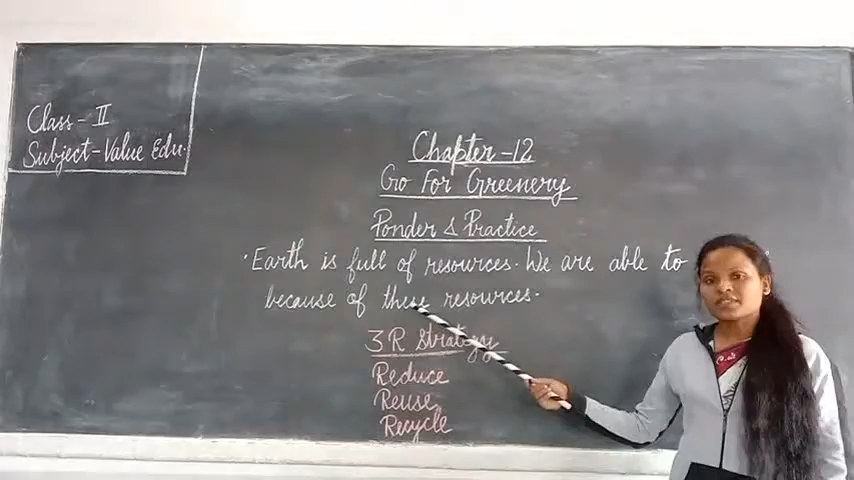 Class - II
Subject - Value Edu.
Chapter - 12
Go For Greenery
Ponder & Practice
· Earth is full of resources. We are able to
because of these resources.
3R Strategy
Reduce
Reuse
Recycle